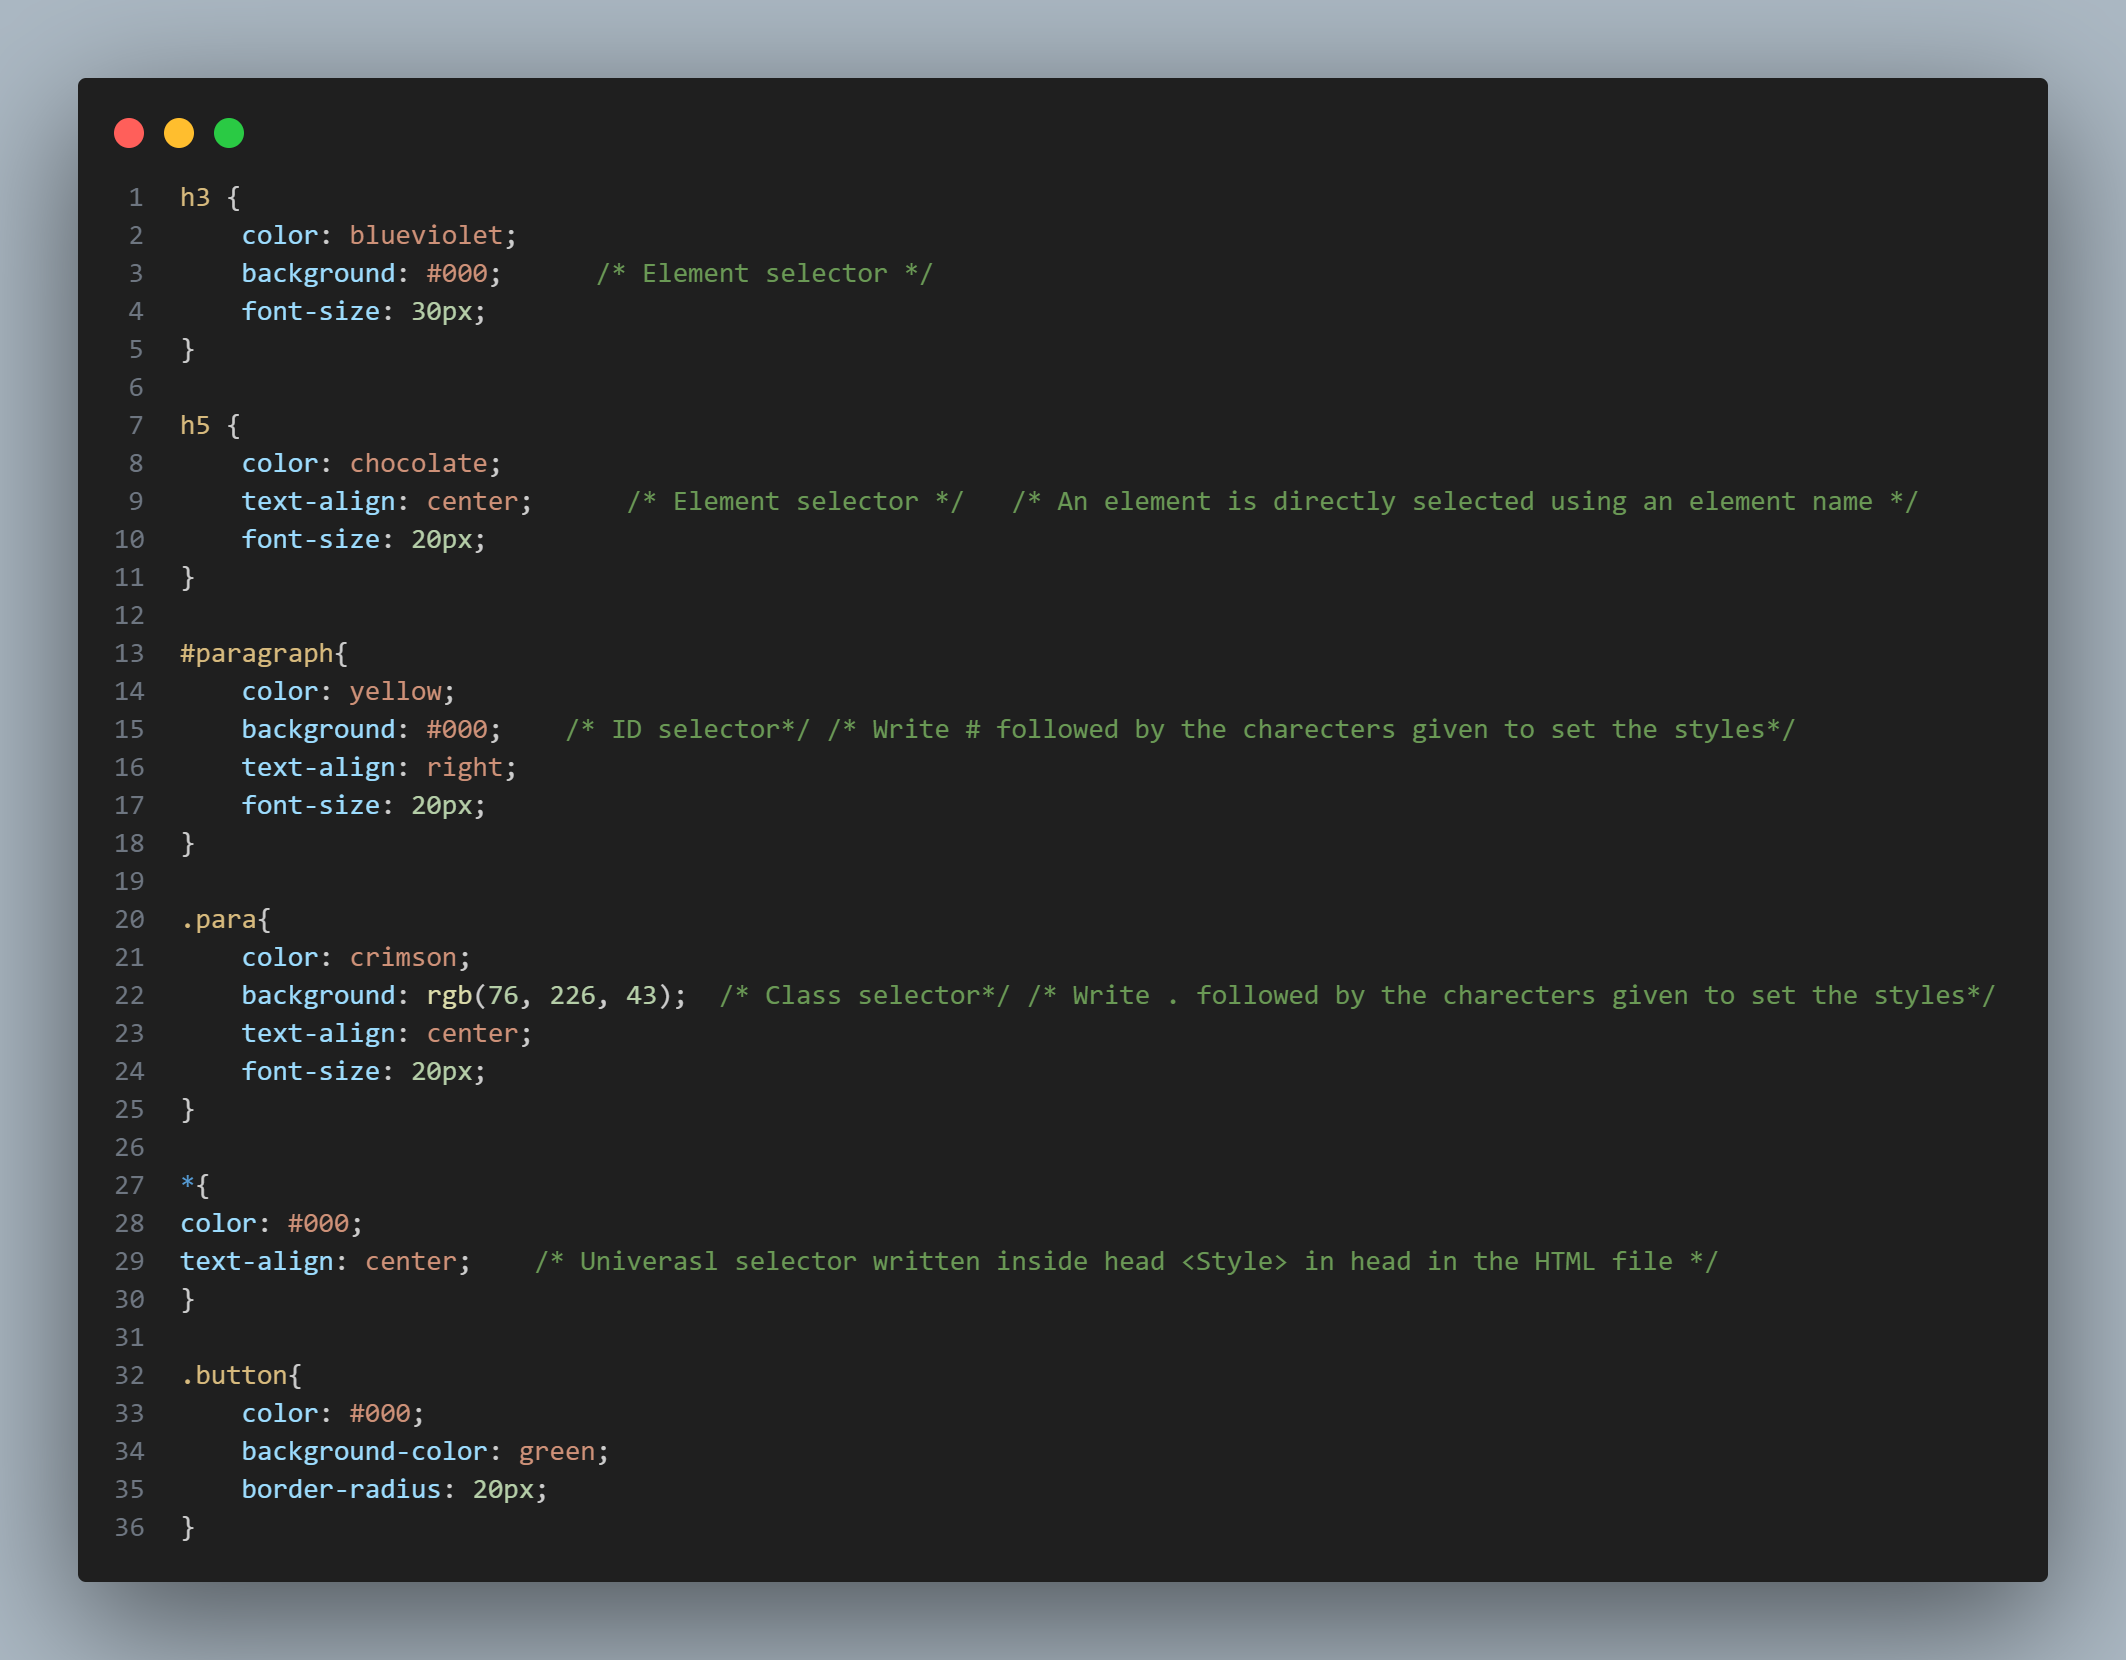 1 h3 {
2     color: blueviolet;
3     background: #000;      /* Element selector */
4     font-size: 30px;
5 }
6
7 h5 {
8     color: chocolate;
9     text-align: center;      /* Element selector */   /* An element is directly selected using an element name */
10     font-size: 20px;
11 }
12
13 #paragraph{
14     color: yellow;
15     background: #000;    /* ID selector*/ /* Write # followed by the charecters given to set the styles*/
16     text-align: right;
17     font-size: 20px;
18 }
19
20 .para{
21     color: crimson;
22     background: rgb(76, 226, 43);  /* Class selector*/ /* Write . followed by the charecters given to set the styles*/
23     text-align: center;
24     font-size: 20px;
25 }
26
27 *{
28 color: #000;
29 text-align: center;    /* Univerasl selector written inside head <Style> in head in the HTML file */
30 }
31
32 .button{
33     color: #000;
34     background-color: green;
35     border-radius: 20px;
36 }